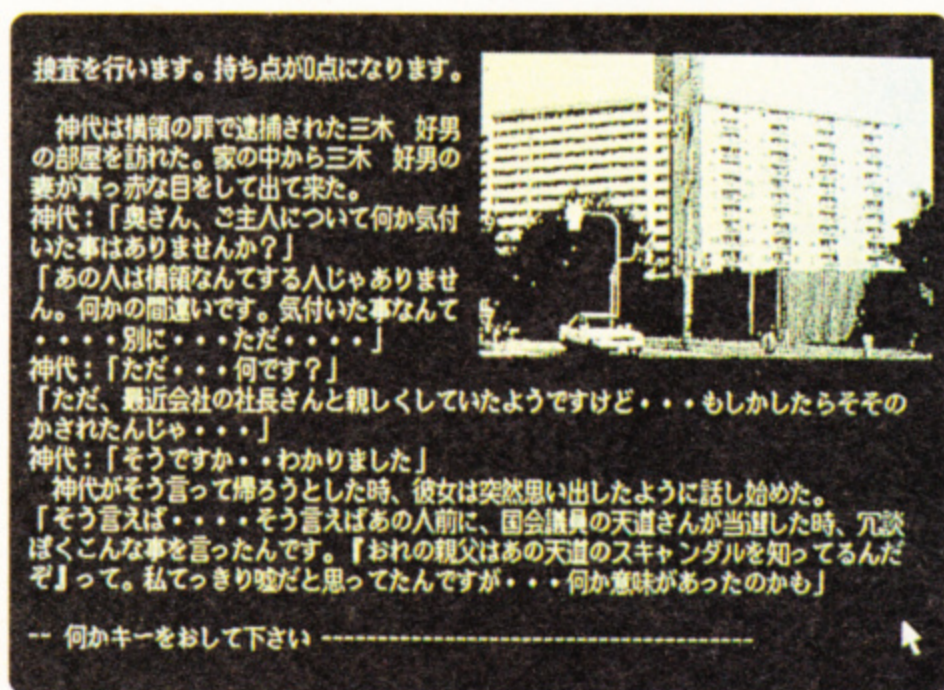 捜査を行います。持ち点が0点になります。
　神代は横領の罪で逮捕された三木　好男
の部屋を訪れた。家の中から三木　好男の
妻が真っ赤な目をして出て来た。
神代：「奥さん、ご主人について何か気付
いた事はありませんか？」
「あの人は横領なんてする人じゃありませ
ん。何かの間違いです。気付いた事なんて
・・・・別に・・・ただ・・・・」
神代：「ただ・・・何です？」
「ただ、最近会社の社長さんと親しくしていたようですけど・・・もしかしたらそその
かされたんじゃ・・・」
神代：「そうですか・・わかりました」
　神代がそう言って帰ろうとした時、彼女は突然思い出したように話し始めた。
「そう言えば・・・・そう言えばあの人前に、国会議員の天道さんが当選した時、冗談
ぽくこんな事を言ったんです。『おれの親父はあの天道のスキャンダルを知ってるんだ
ぞ』って。私てっきり嘘だと思ってたんですが・・・何か意味があったのかも」
-- 何かキーをおして下さい ---------------------------------------